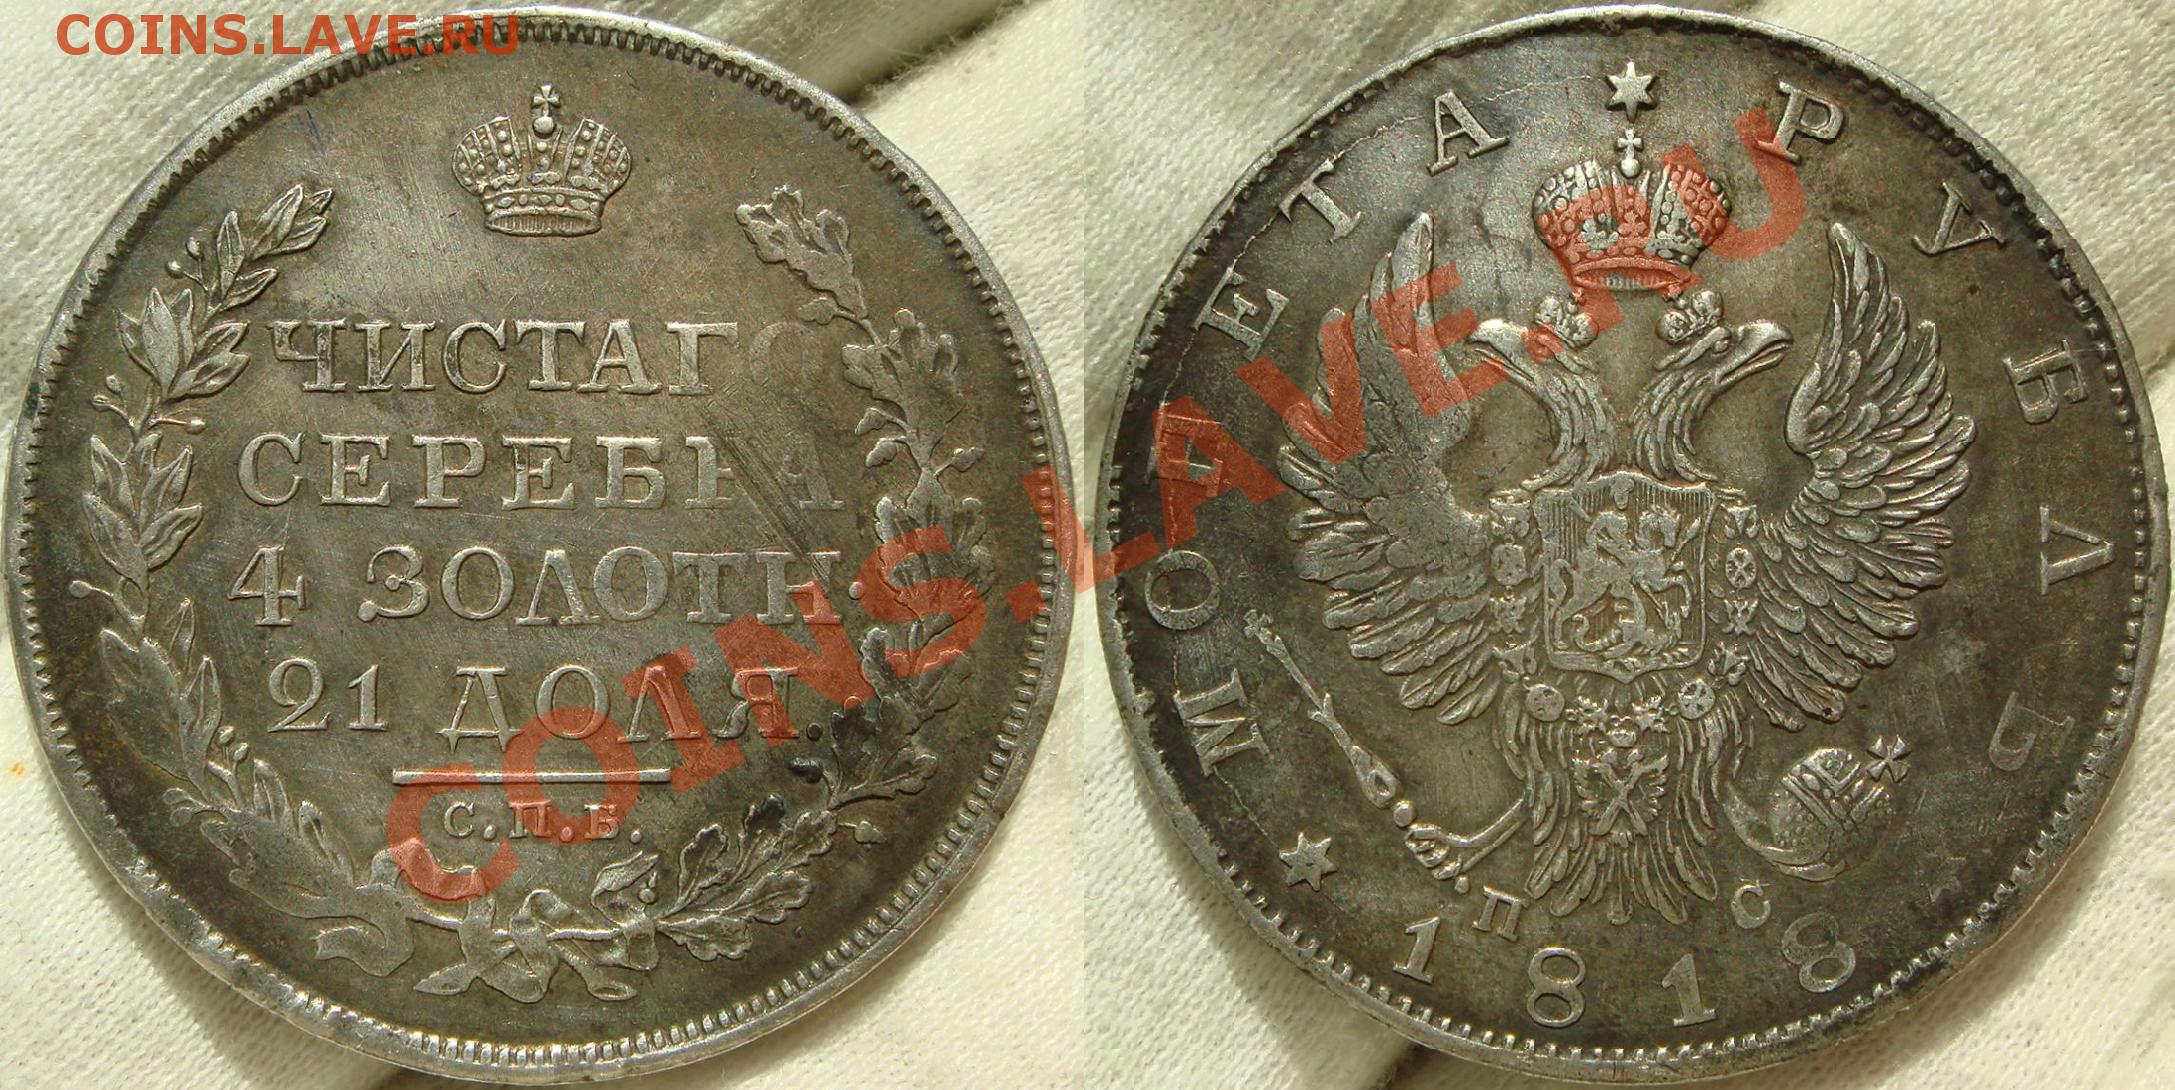 COINS.LAVE.RU
ЧИСТАГО
СЕРЕБРА
4 ЗОЛОТН.
21 ДОЛЯ.
С.П.Б.
COINS.LAVE.RU
МОНЕТА РУБЛЬ
П С
1818